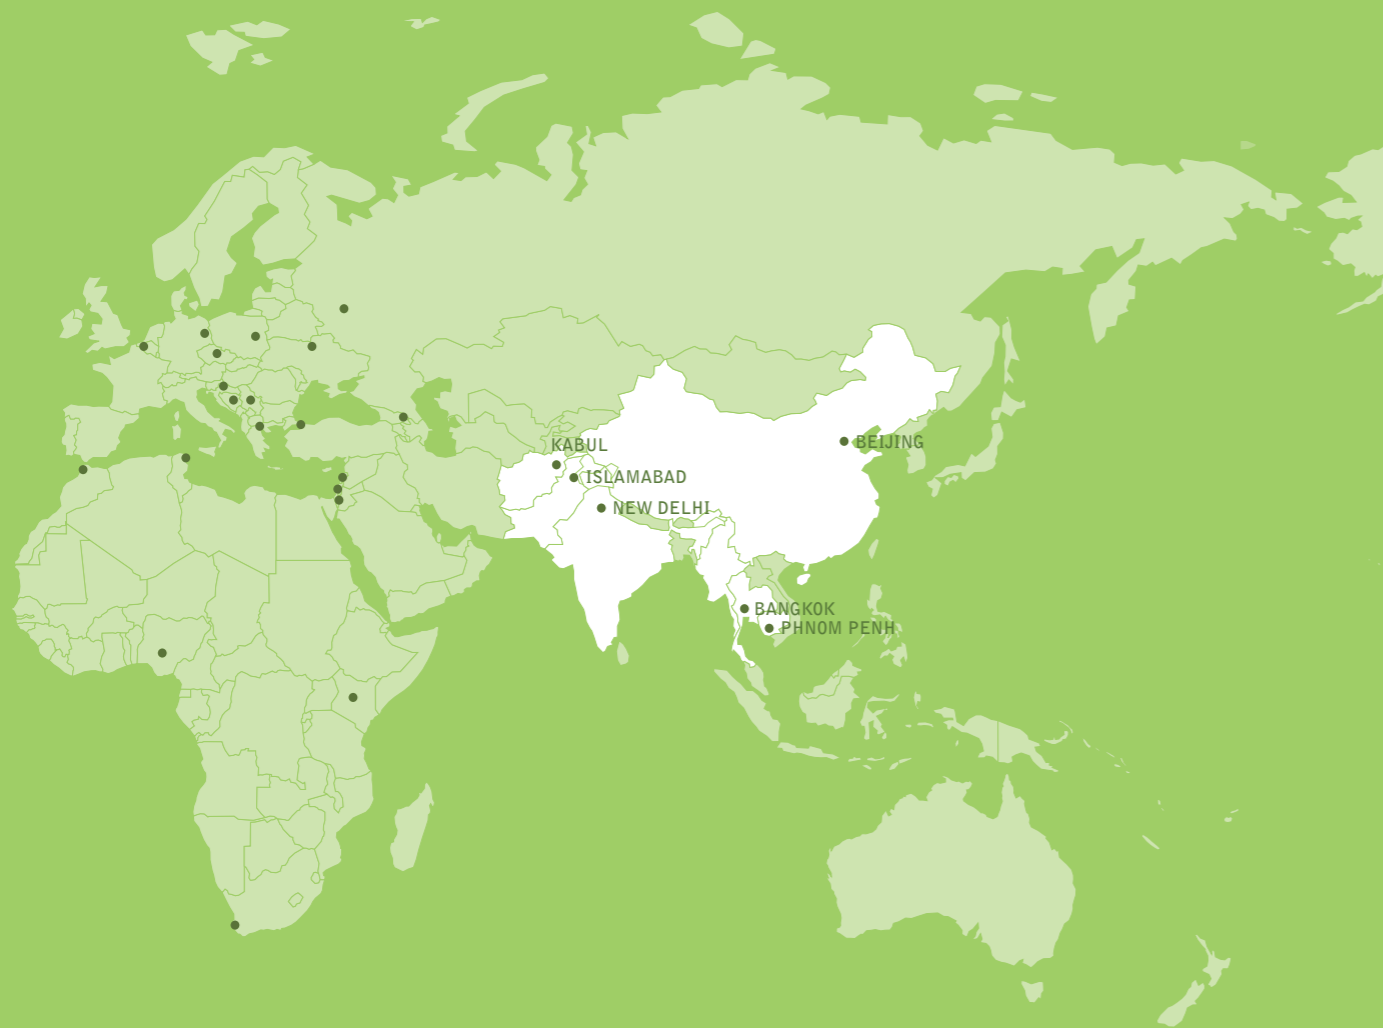 BEIJING
KABUL
ISLAMABAD
NEW DELHI
BANGKOK
PHNOM PENH